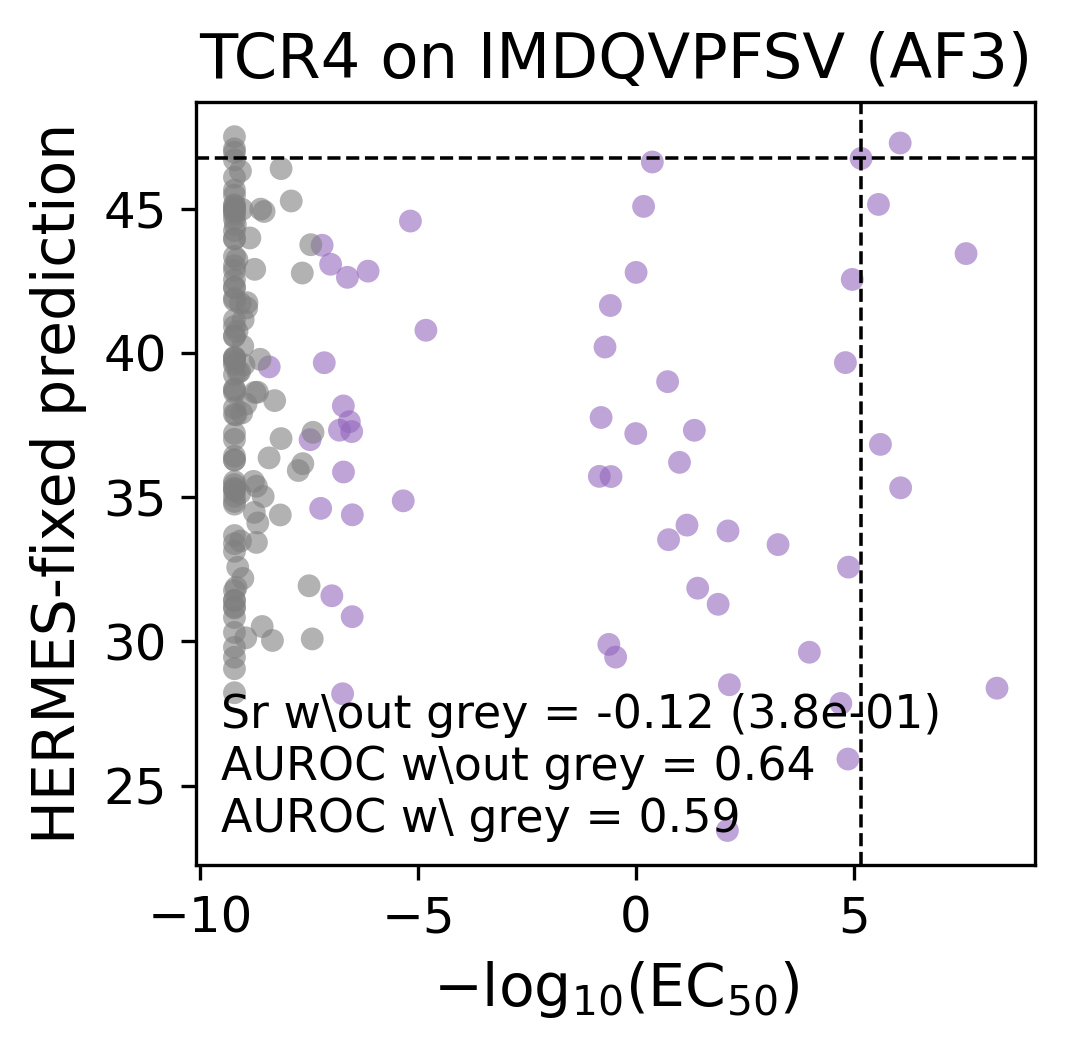 TCR4 on IMDQVPFSV (AF3)
HERMES-fixed prediction
45
40
35
30
25
Sr w\out grey = -0.12 (3.8e-01)
AUROC w\out grey = 0.64
AUROC w\ grey = 0.59
−10
−5
0
5
−log₁₀(EC₅₀)